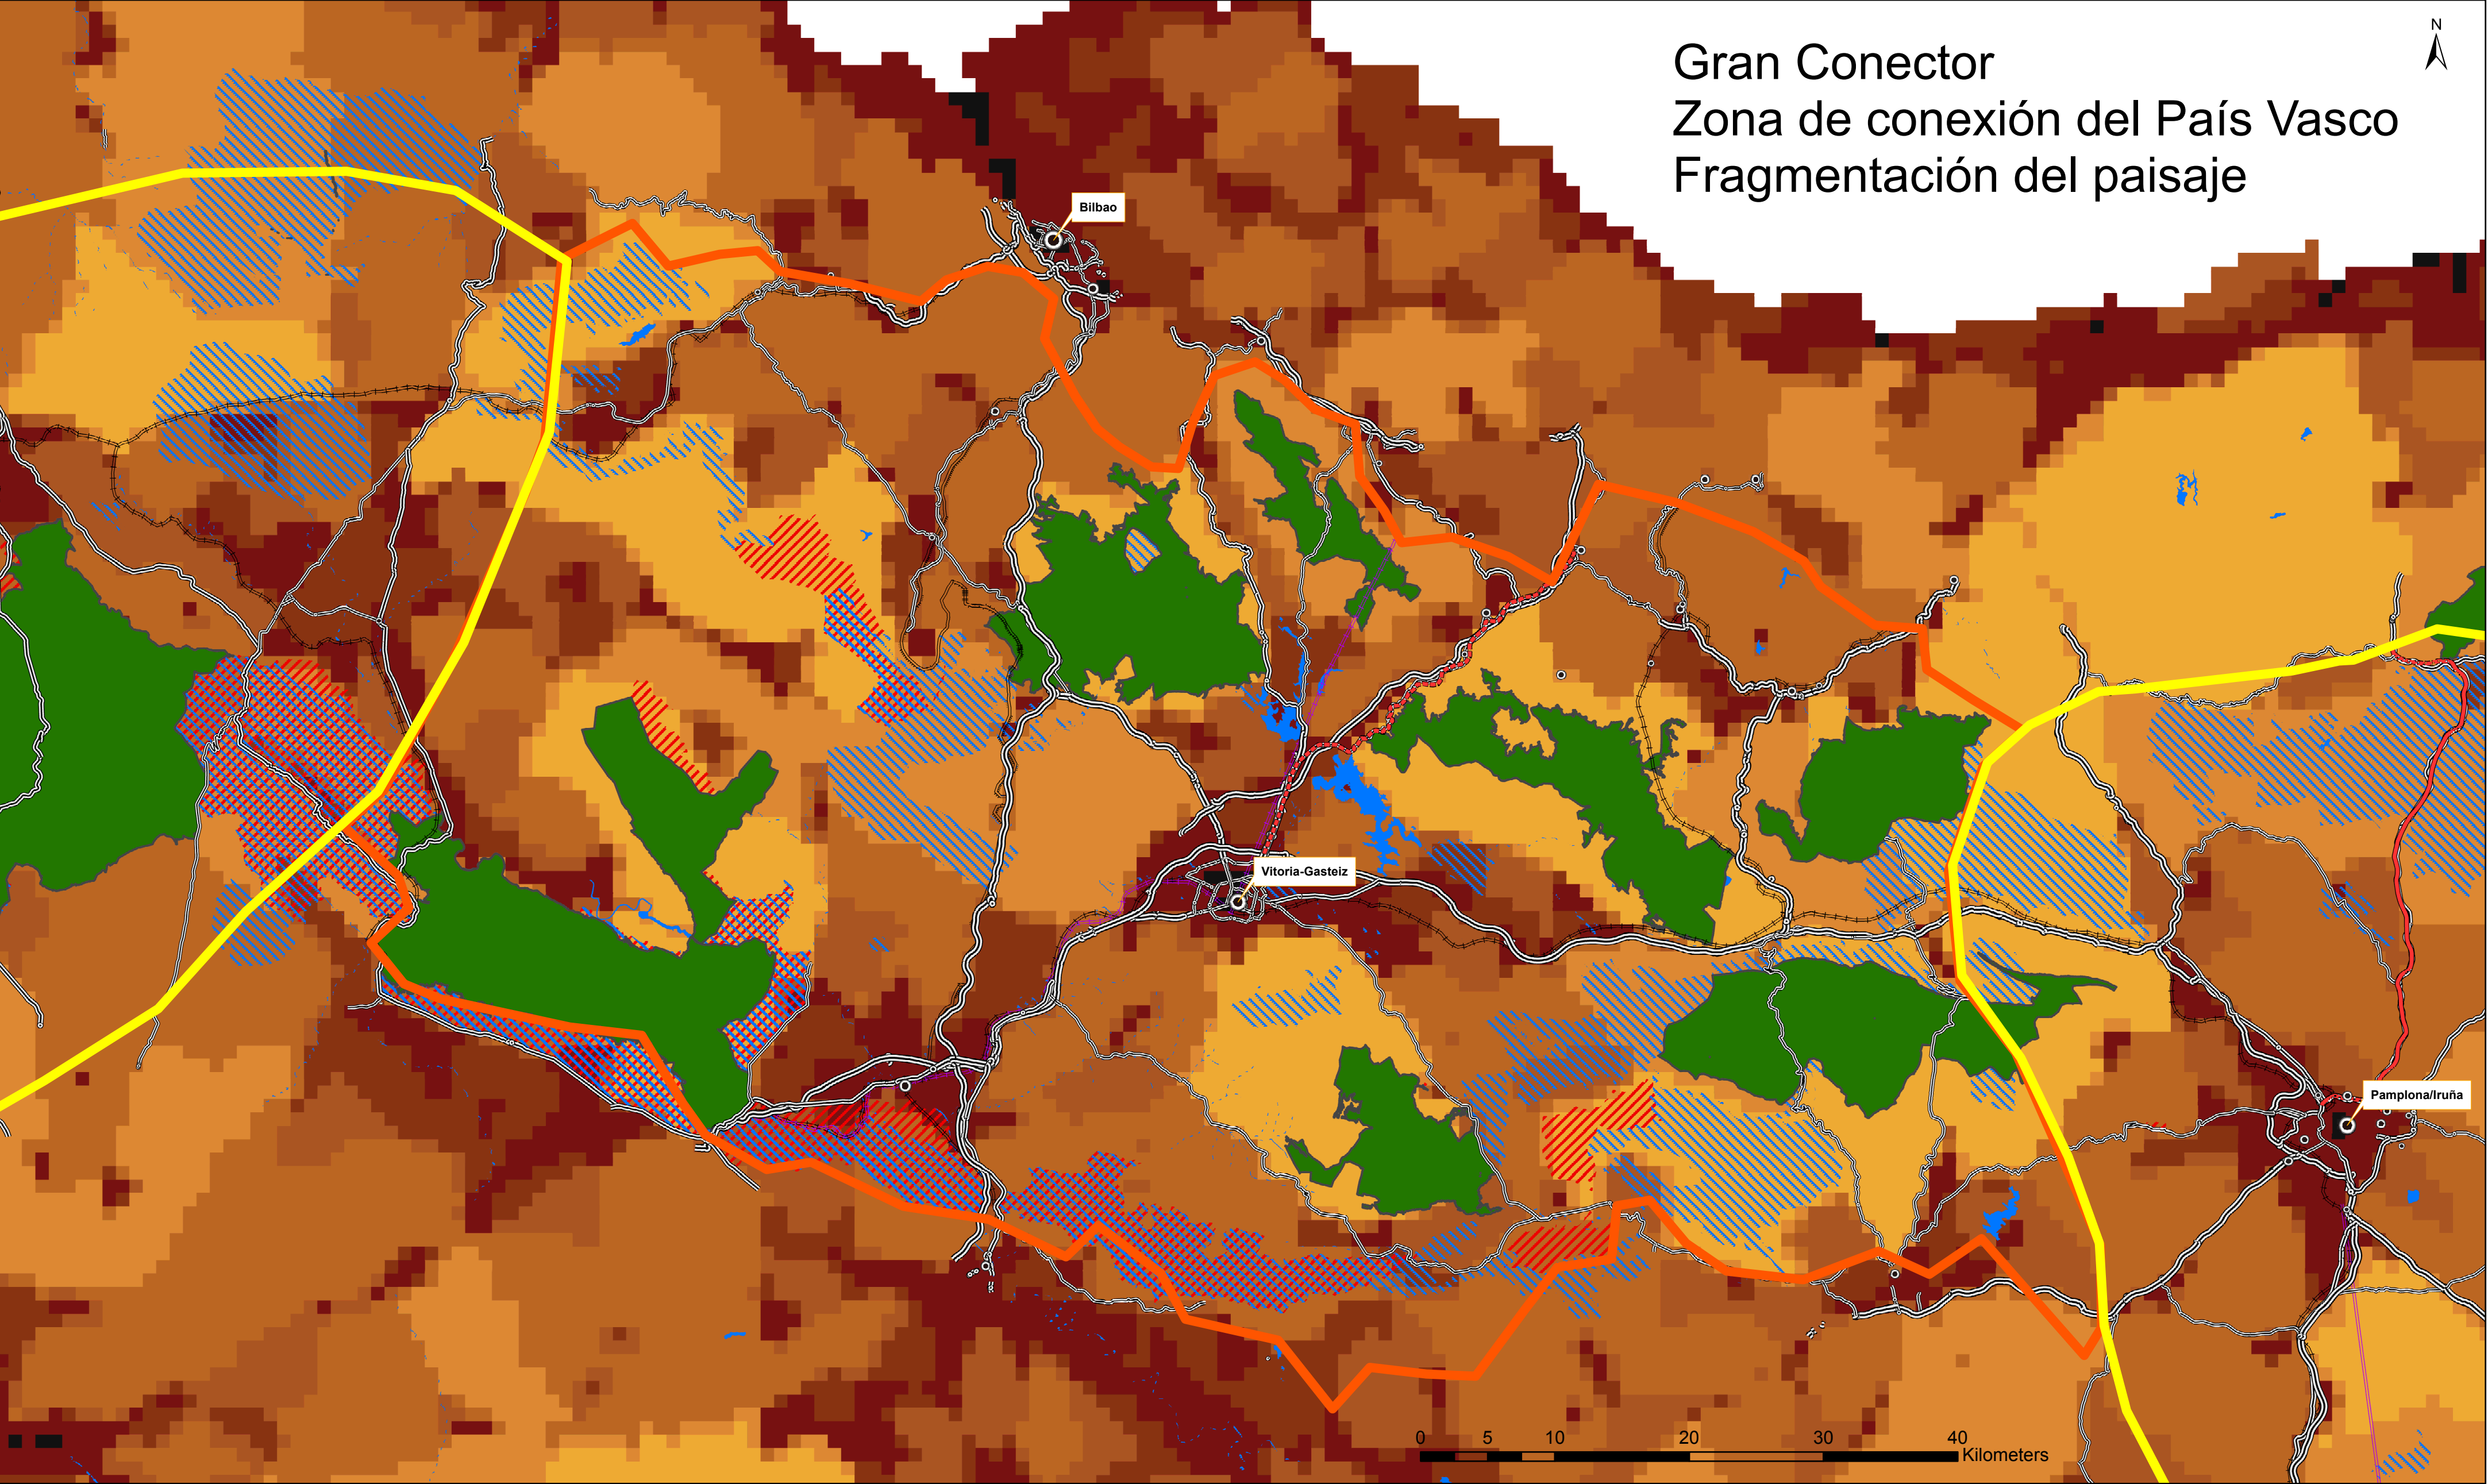 N
Gran Conector
Zona de conexión del País Vasco
Fragmentación del paisaje
Bilbao
Vitoria-Gasteiz
Pamplona/Iruña
0 5 10 20 30 40
Kilometers